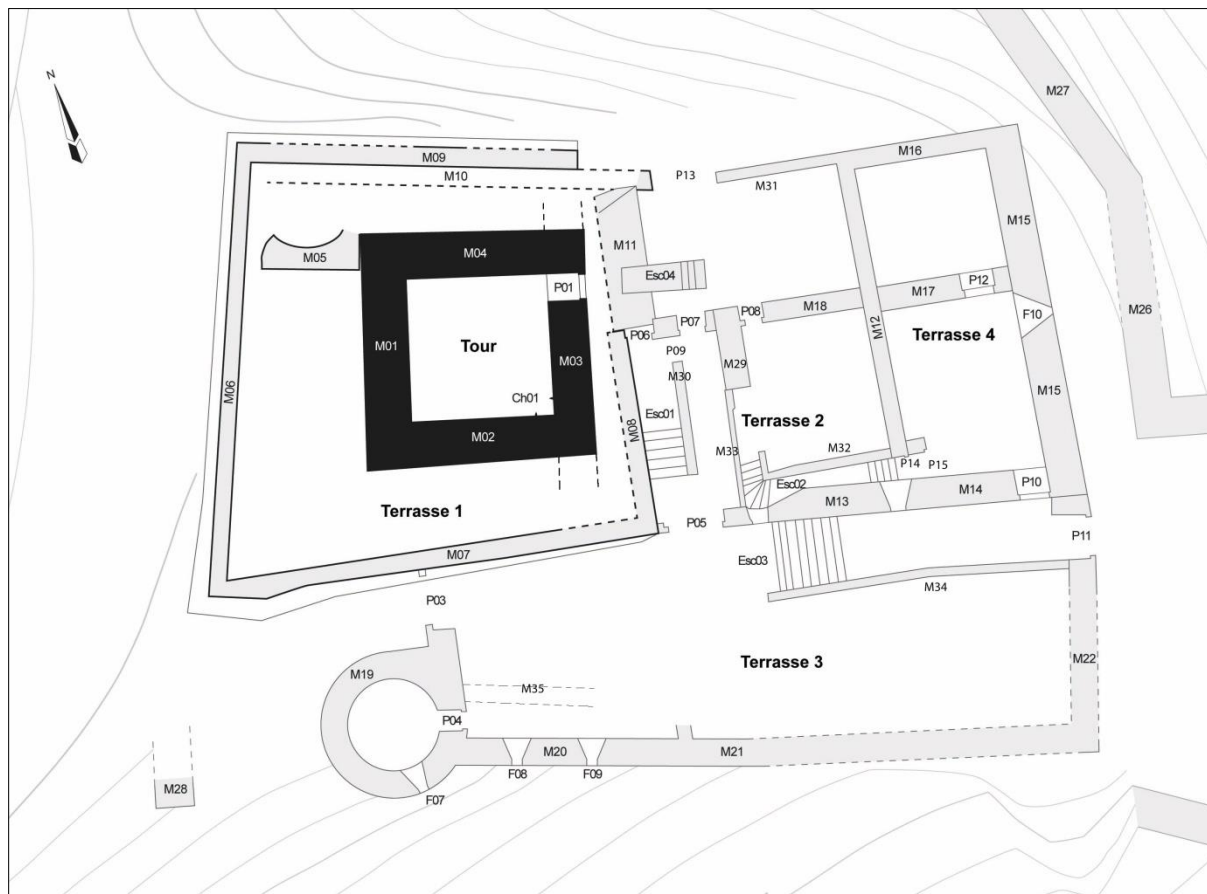 N
M27
M09
M16
M10
P13
M31
M15
M11
M04
M05
Esc04
P01
P12
M17
M18
P08
F10
M26
P07
P06
M12
Terrasse 4
M01
Tour
M03
P09
M29
M30
M06
Ch01
Esc01
M15
Terrasse 2
M08
M02
M32
M33
P14
P15
Esc02
P10
M13
M14
Terrasse 1
P05
P11
M07
Esc03
M34
P03
Terrasse 3
M22
M19
M35
P04
M20
M21
F08
F09
M28
F07